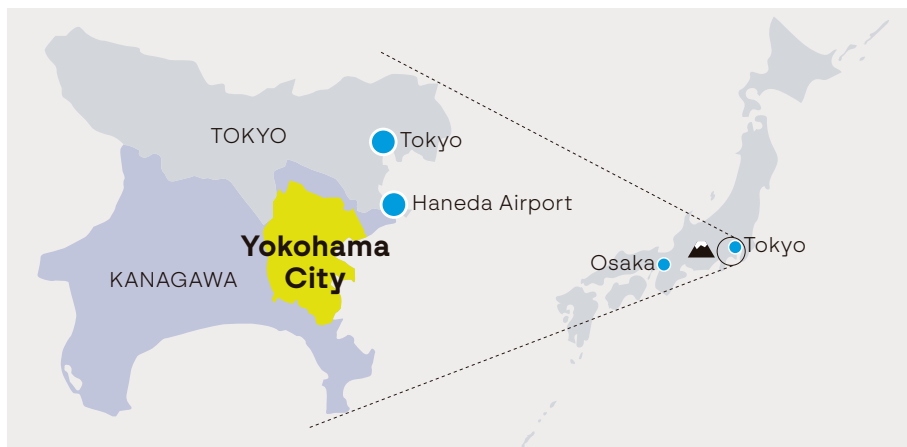 TOKYO
Tokyo
Haneda Airport
Yokohama
City
KANAGAWA
Tokyo
Osaka